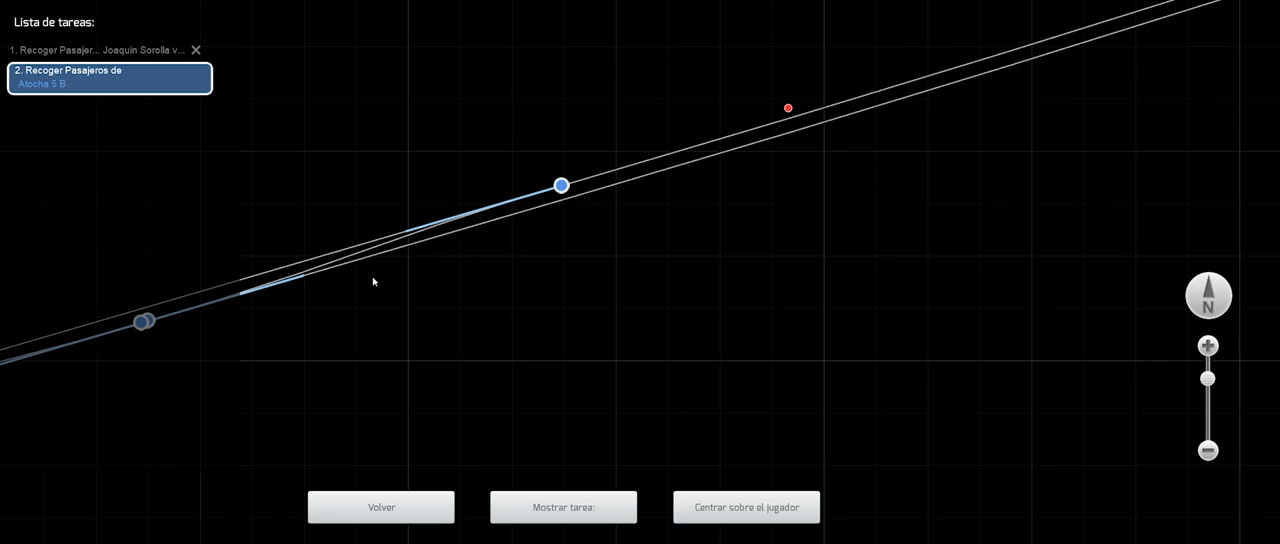 Lista de tareas:
1. Recoger Pasajer... Joaquin Sorolla v...
2. Recoger Pasajeros de
Atocha 5 B
N
Volver
Mostrar tarea:
Centrar sobre el jugador